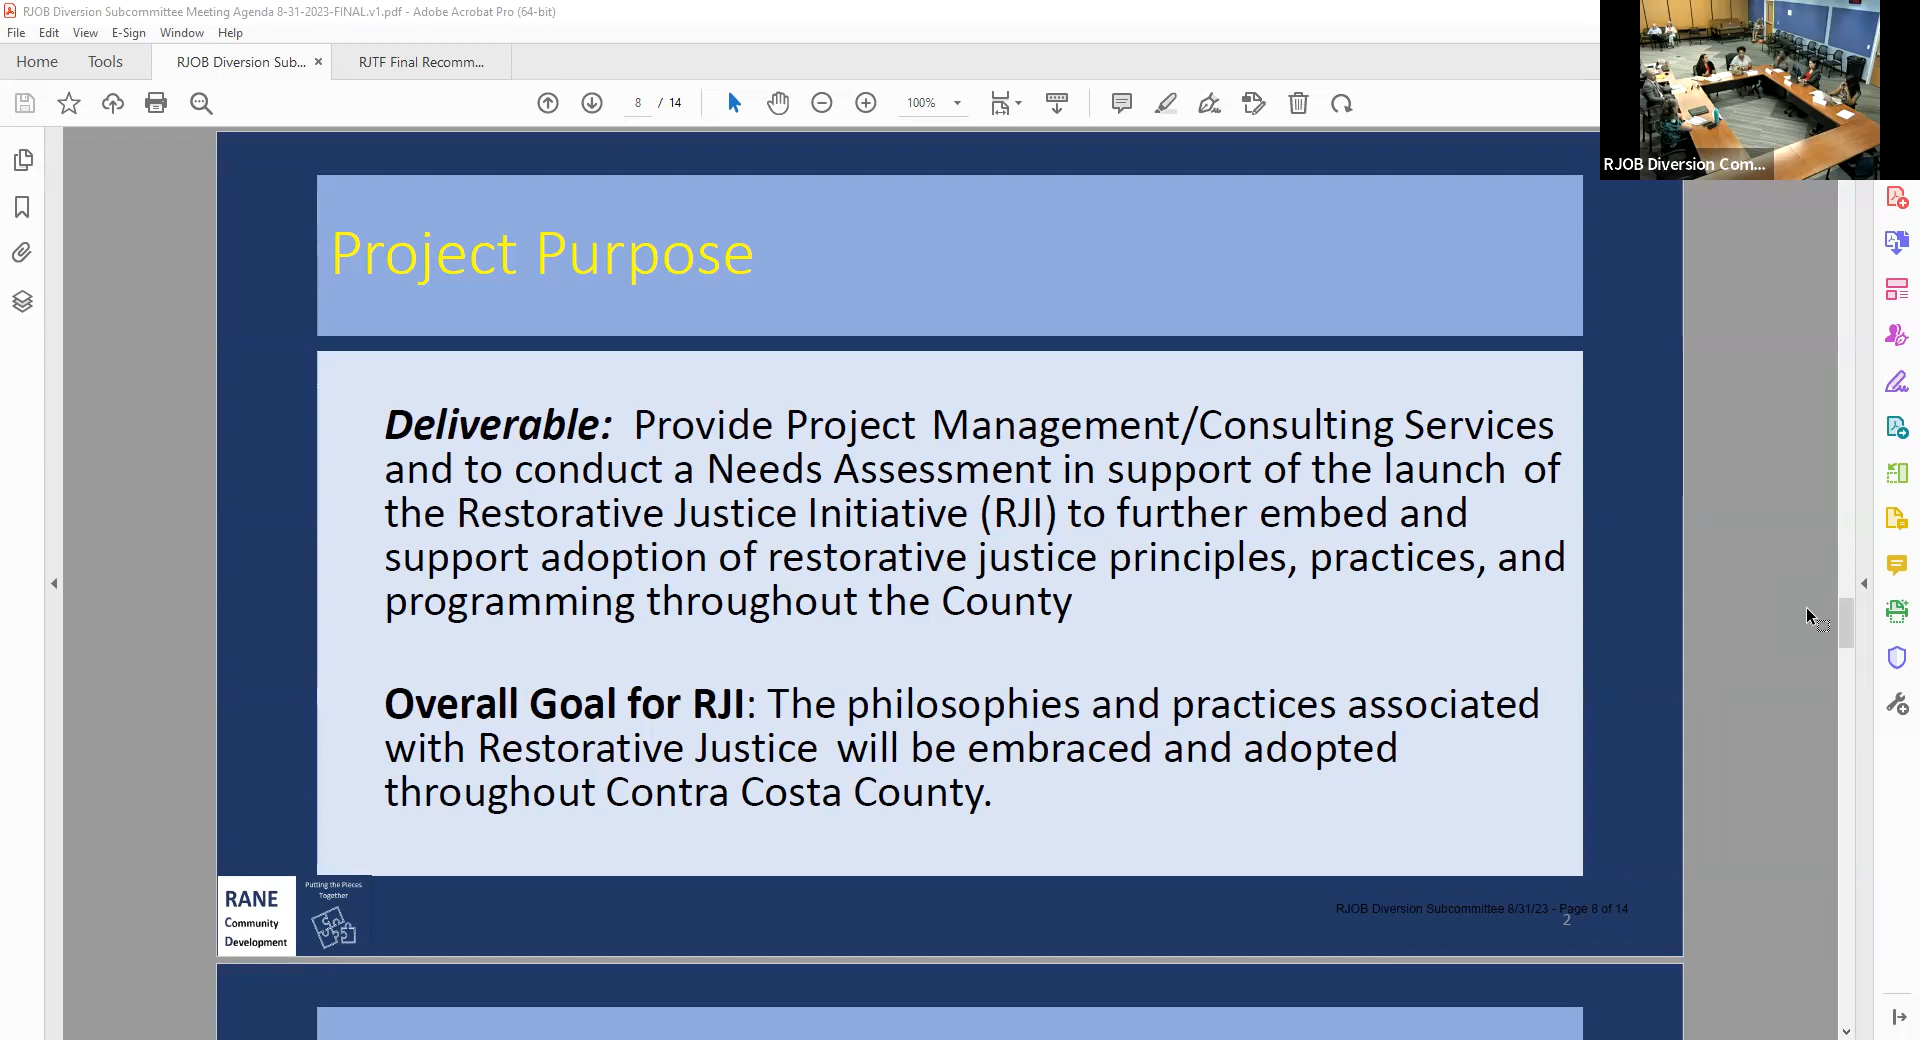 RJOB Diversion Subcommittee Meeting Agenda 8-31-2023-FINAL.v1.pdf - Adobe Acrobat Pro (64-bit)
File Edit View E-Sign Window Help
Home Tools RJOB Diversion Sub... × RJTF Final Recomm...
8 / 14 100%
RJOB Diversion Com...
Project Purpose
Deliverable: Provide Project Management/Consulting Services
and to conduct a Needs Assessment in support of the launch of
the Restorative Justice Initiative (RJI) to further embed and
support adoption of restorative justice principles, practices, and
programming throughout the County
Overall Goal for RJI: The philosophies and practices associated
with Restorative Justice will be embraced and adopted
throughout Contra Costa County.
RANE
Community
Development
Putting the Pieces
Together
RJOB Diversion Subcommittee 8/31/23 - Page 8 of 14
2